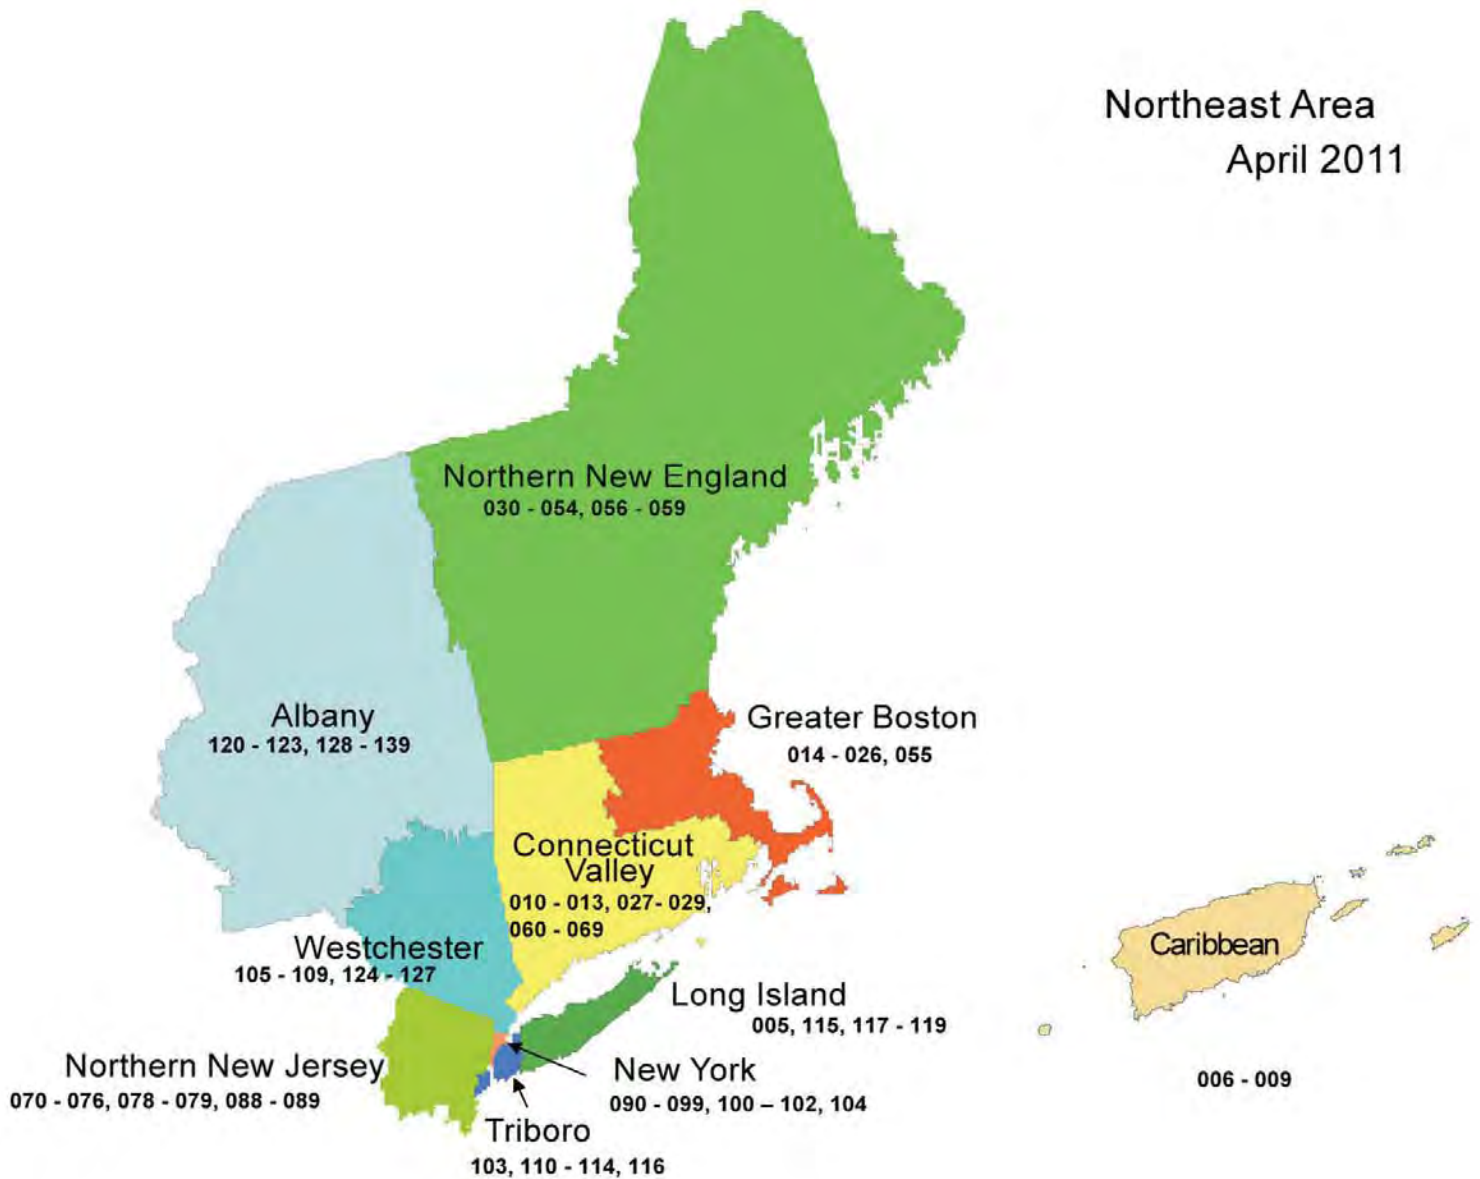 Northeast Area
April 2011
Northern New England
030 - 054, 056 - 059
Albany
120 - 123, 128 - 139
Greater Boston
014 - 026, 055
Connecticut
Valley
010 - 013, 027- 029,
060 - 069
Westchester
105 - 109, 124 - 127
Caribbean
006 - 009
Long Island
005, 115, 117 - 119
Northern New Jersey
070 - 076, 078 - 079, 088 - 089
New York
090 - 099, 100 – 102, 104
Triboro
103, 110 - 114, 116